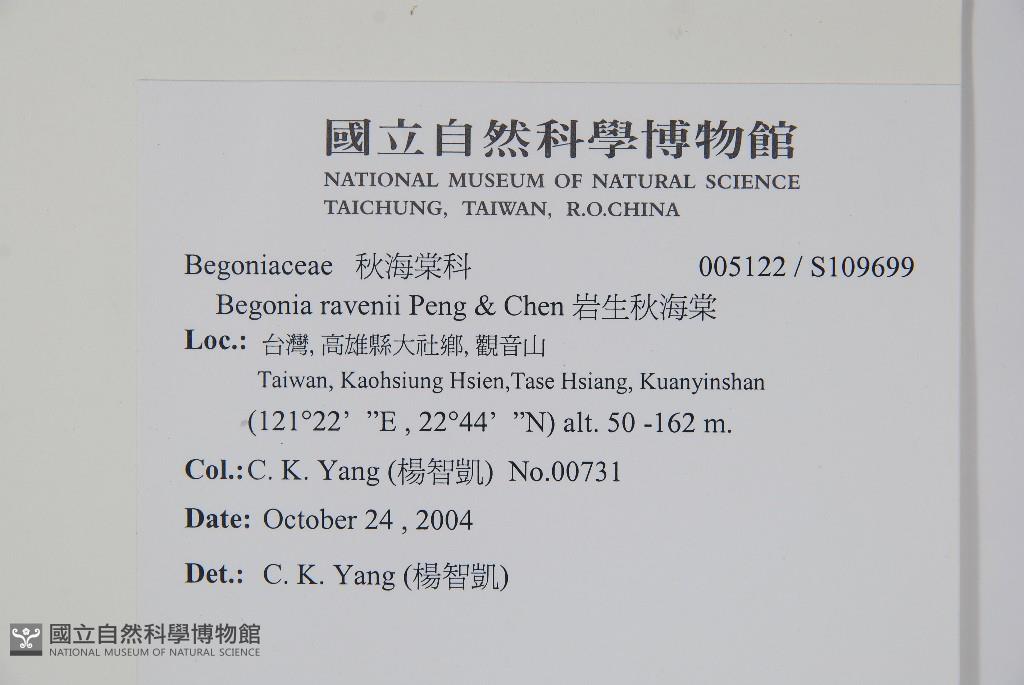 國立自然科學博物館
NATIONAL MUSEUM OF NATURAL SCIENCE
TAICHUNG, TAIWAN, R.O.CHINA
Begoniaceae 秋海棠科 005122 / S109699
Begonia ravenii Peng & Chen 岩生秋海棠
Loc.: 台灣, 高雄縣大社鄉, 觀音山
Taiwan, Kaohsiung Hsien,Tase Hsiang, Kuanyinshan
(121°22’ ”E , 22°44’ ”N) alt. 50 -162 m.
Col.: C. K. Yang (楊智凱) No.00731
Date: October 24 , 2004
Det.: C. K. Yang (楊智凱)
國立自然科學博物館
NATIONAL MUSEUM OF NATURAL SCIENCE